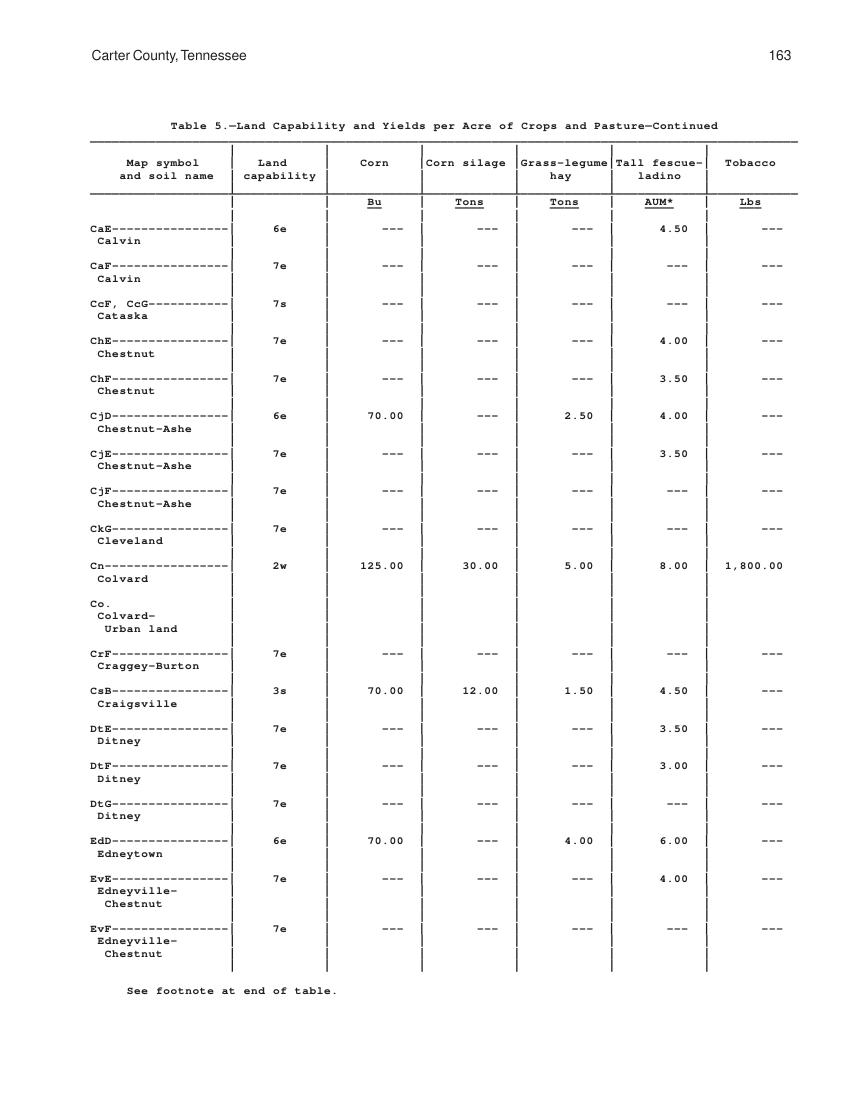 Carter County, Tennessee 163
Table 5.—Land Capability and Yields per Acre of Crops and Pasture—Continued
Map symbol | Land | Corn |Corn silage |Grass-legume|Tall fescue-| Tobacco
and soil name | capability | | | hay | ladino |
Bu | Tons | Tons | AUM* | Lbs
CaE----------------| 6e | --- | --- | --- | 4.50 | ---
Calvin
CaF----------------| 7e | --- | --- | --- | --- | ---
Calvin
CcF, CcG-----------| 7s | --- | --- | --- | --- | ---
Cataska
ChE----------------| 7e | --- | --- | --- | 4.00 | ---
Chestnut
ChF----------------| 7e | --- | --- | --- | 3.50 | ---
Chestnut
CjD----------------| 6e | 70.00 | --- | 2.50 | 4.00 | ---
Chestnut-Ashe
CjE----------------| 7e | --- | --- | --- | 3.50 | ---
Chestnut-Ashe
CjF----------------| 7e | --- | --- | --- | --- | ---
Chestnut-Ashe
CkG----------------| 7e | --- | --- | --- | --- | ---
Cleveland
Cn-----------------| 2w | 125.00 | 30.00 | 5.00 | 8.00 | 1,800.00
Colvard
Co.
Colvard-
Urban land
CrF----------------| 7e | --- | --- | --- | --- | ---
Craggey-Burton
CsB----------------| 3s | 70.00 | 12.00 | 1.50 | 4.50 | ---
Craigsville
DtE----------------| 7e | --- | --- | --- | 3.50 | ---
Ditney
DtF----------------| 7e | --- | --- | --- | 3.00 | ---
Ditney
DtG----------------| 7e | --- | --- | --- | --- | ---
Ditney
EdD----------------| 6e | 70.00 | --- | 4.00 | 6.00 | ---
Edneytown
EvE----------------| 7e | --- | --- | --- | 4.00 | ---
Edneyville-
Chestnut
EvF----------------| 7e | --- | --- | --- | --- | ---
Edneyville-
Chestnut
See footnote at end of table.